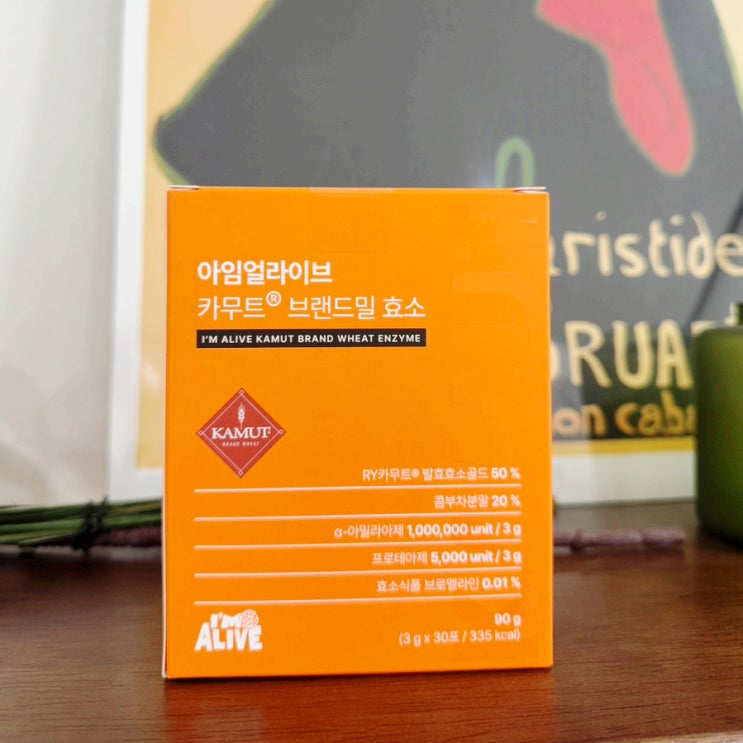 아임얼라이브
카무트® 브랜드밀 효소
I'M ALIVE KAMUT BRAND WHEAT ENZYME
KAMUT®
BRAND WHEAT
RY카무트® 발효효소골드 50 %
콤부차분말 20 %
α-아밀라아제 1,000,000 unit / 3 g
프로테아제 5,000 unit / 3 g
효소식품 브로멜라인 0.01 %
I'M
ALIVE
90 g
(3 g x 30포 / 335 kcal)
ristide
RUA
on caba